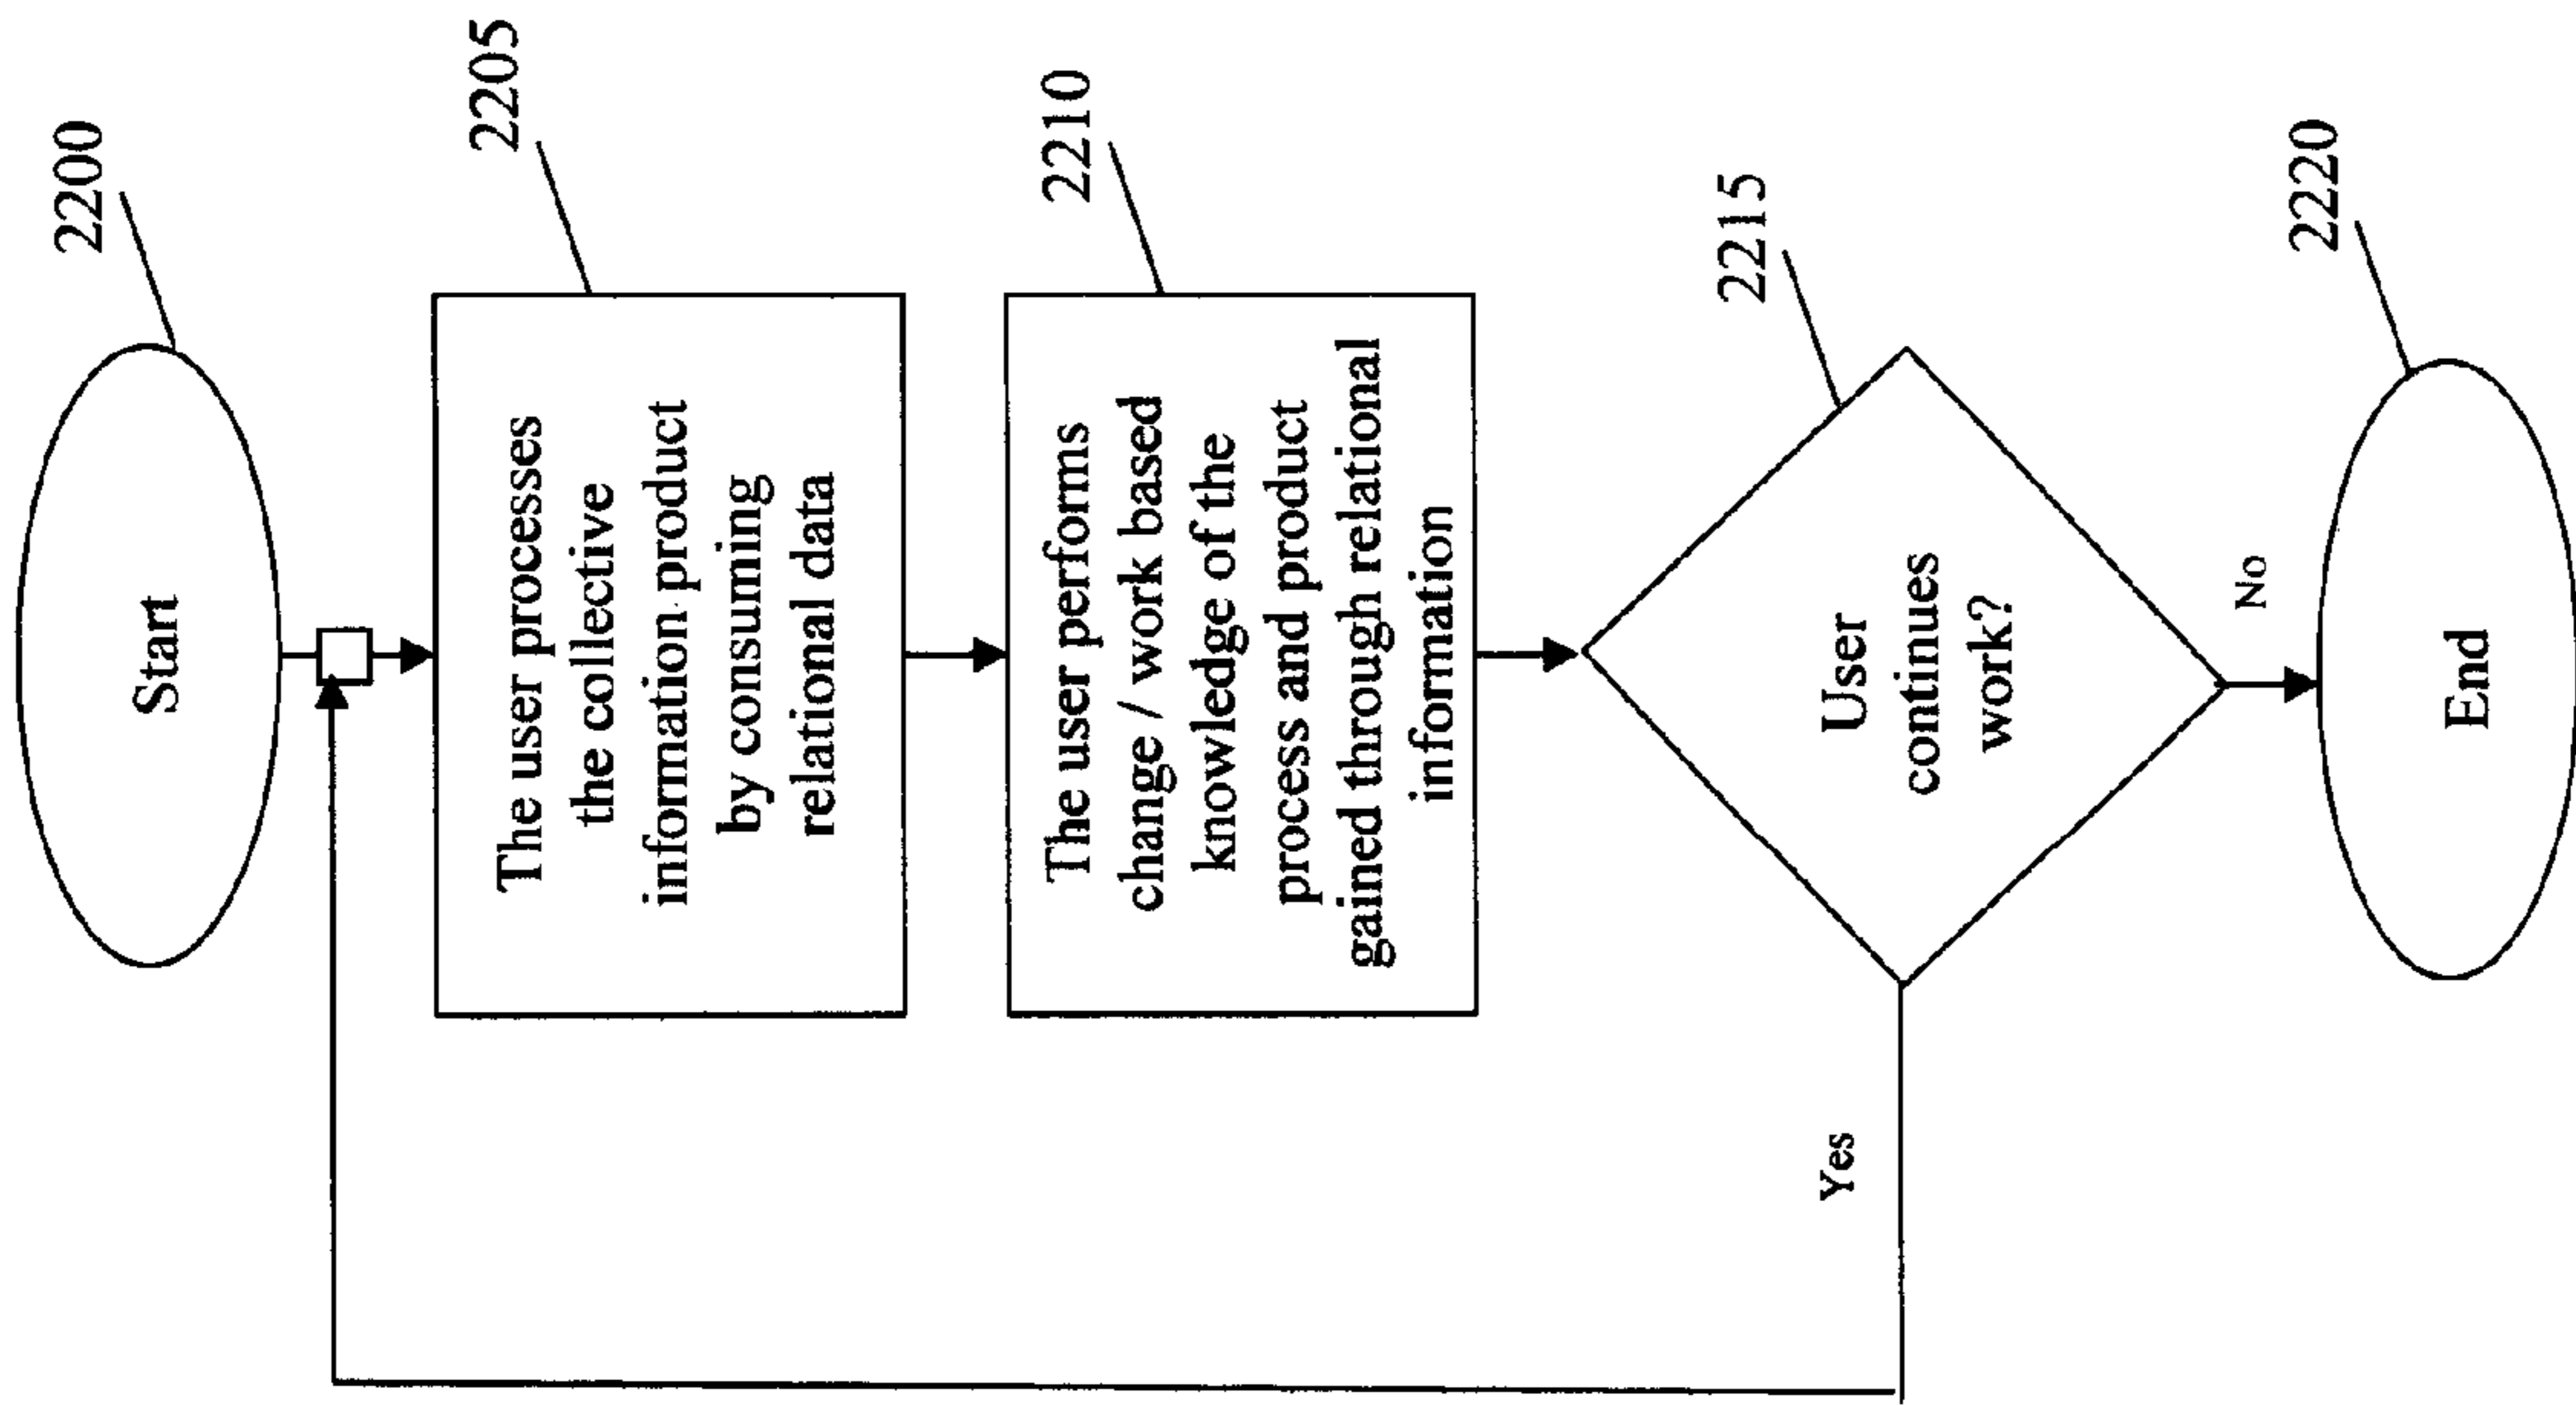 2200
Start
2205
The user processes
the collective
information product
by consuming
relational data
2210
The user performs
change / work based
knowledge of the
process and product
gained through relational
information
2215
User
continues
work?
Yes
No
2220
End